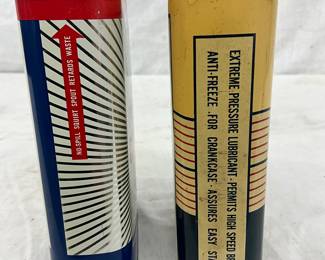 NO-SPILL SQUIRT SPOUT RETARDS WASTE
EXTREME PRESSURE LUBRICANT · PERMITS HIGH SPEED
ANTI-FREEZE FOR CRANKCASE · ASSURES EASY